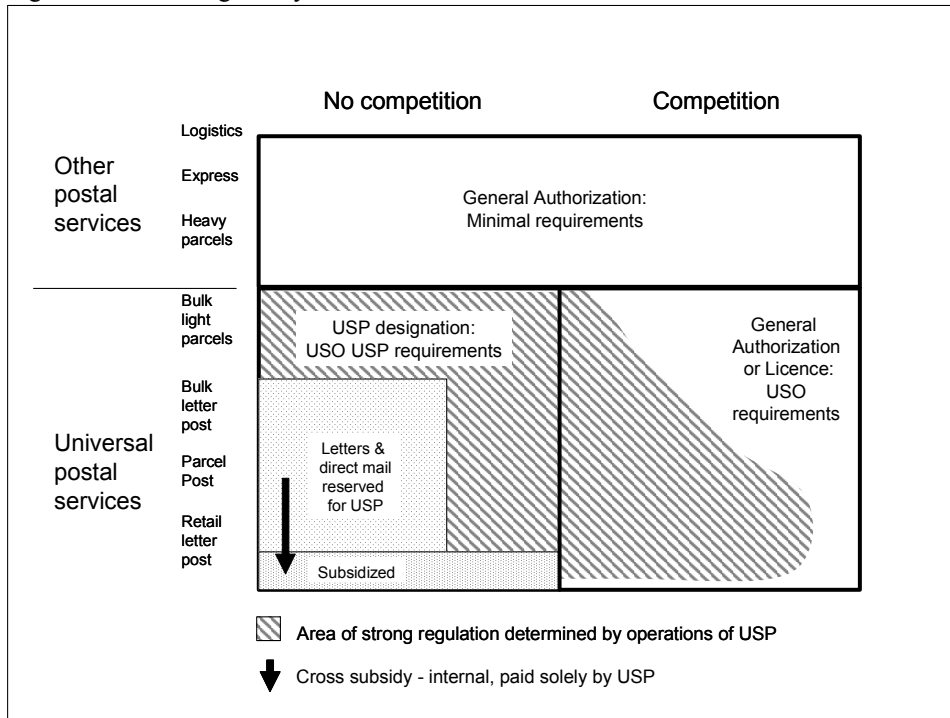 No competition
Competition
Other
postal
services
Logistics
Express
Heavy
parcels
General Authorization:
Minimal requirements
Universal
postal
services
Bulk
light
parcels
Bulk
letter
post
Parcel
Post
Retail
letter
post
USP designation:
USO USP requirements
Letters &
direct mail
reserved
for USP
Subsidized
General
Authorization
or Licence:
USO
requirements
Area of strong regulation determined by operations of USP
Cross subsidy - internal, paid solely by USP